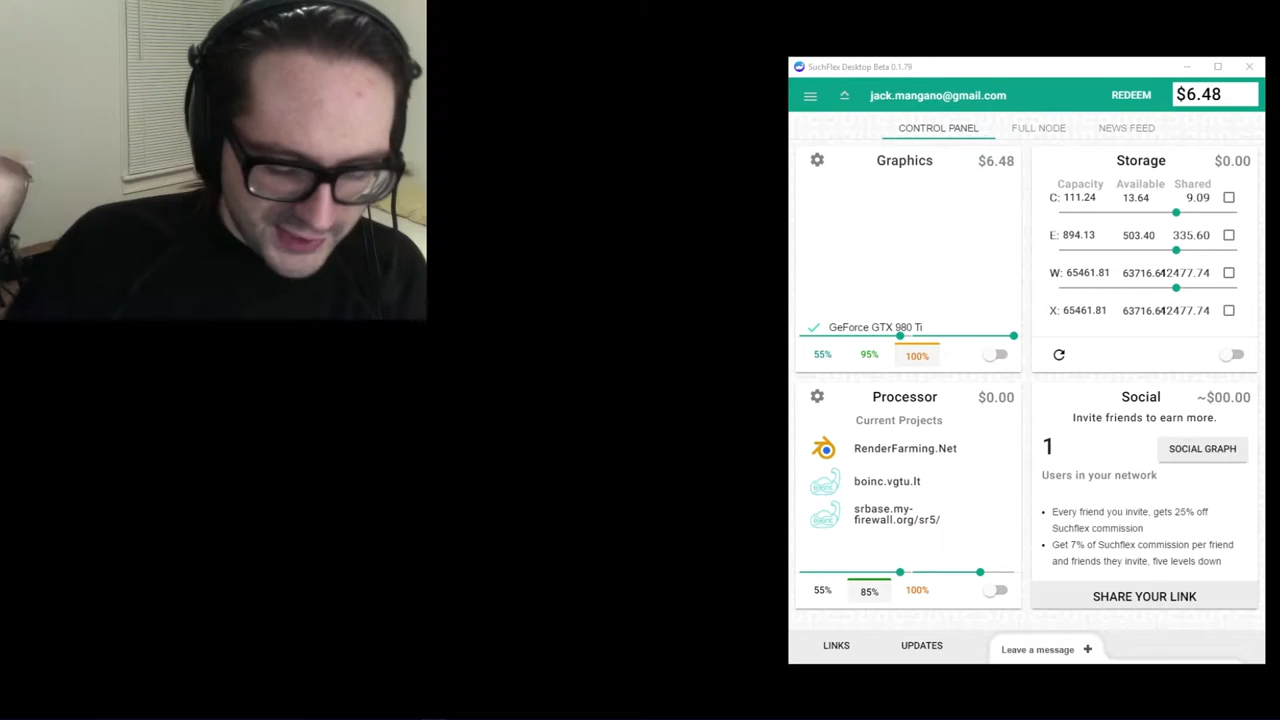 SuchFlex Desktop Beta 0.1.79
jack.mangano@gmail.com REDEEM $6.48
CONTROL PANEL FULL NODE NEWS FEED
Graphics $6.48
GeForce GTX 980 Ti
55% 95% 100%
Storage $0.00
Capacity Available Shared
C: 111.24 13.64 9.09
E: 894.13 503.40 335.60
W: 65461.81
X: 65461.81
Processor $0.00
Current Projects
RenderFarming.Net
boinc.vgtu.lt
srbase.my-
firewall.org/sr5/
55% 85% 100%
Social ~$00.00
Invite friends to earn more.
1 SOCIAL GRAPH
Users in your network
Every friend you invite, gets 25% off
Suchflex commission
Get 7% of Suchflex commission per friend
and friends they invite, five levels down
SHARE YOUR LINK
LINKS UPDATES Leave a message +